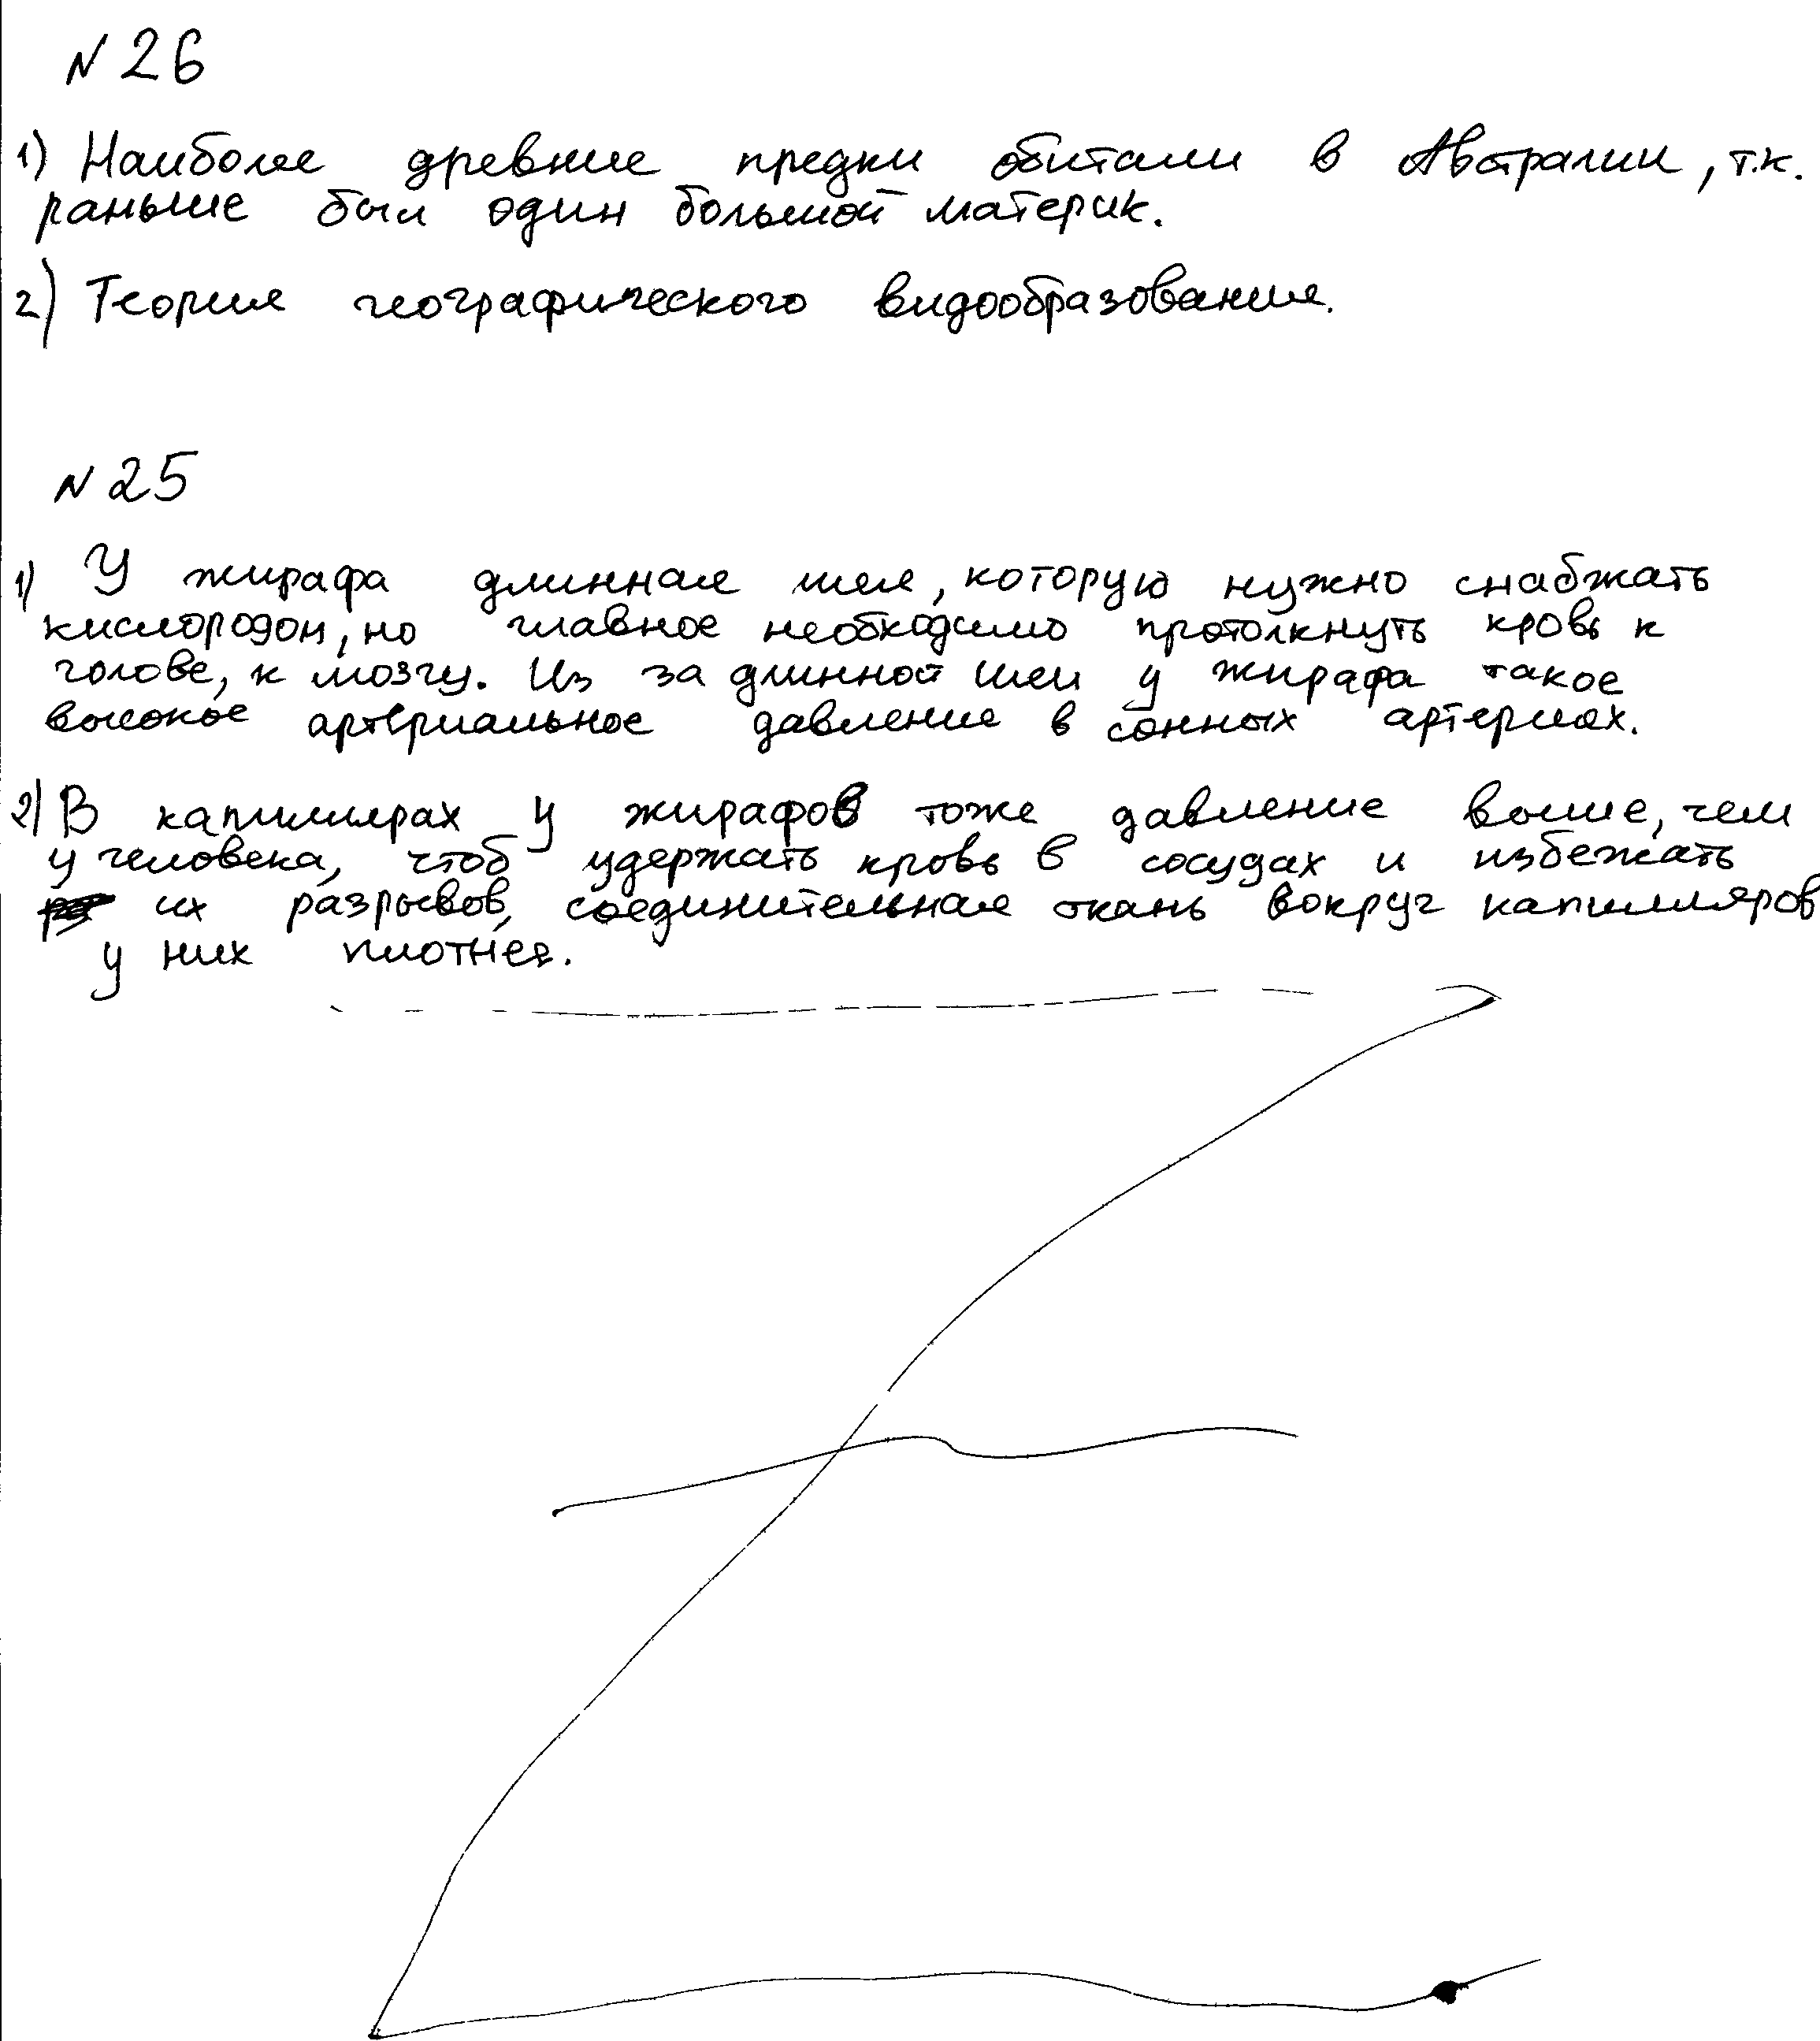 N 26
1) Наиболее древние предки обитали в Австралии, т.к.
раньше был один большой материк.
2) Теория географического видообразования.
N 25
1) У жирафа длинная шея, которую нужно снабжать
кислородом, но главное необходимо протолкнуть кровь к
голове, к мозгу. Из за длинной шеи у жирафа такое
высокое артериальное давление в сонных артериях.
2) В капиллярах у жирафов тоже давление выше, чем
у человека, чтоб удержать кровь в сосудах и избежать
их разрывов, соединительная ткань вокруг капилляров
у них плотнее.